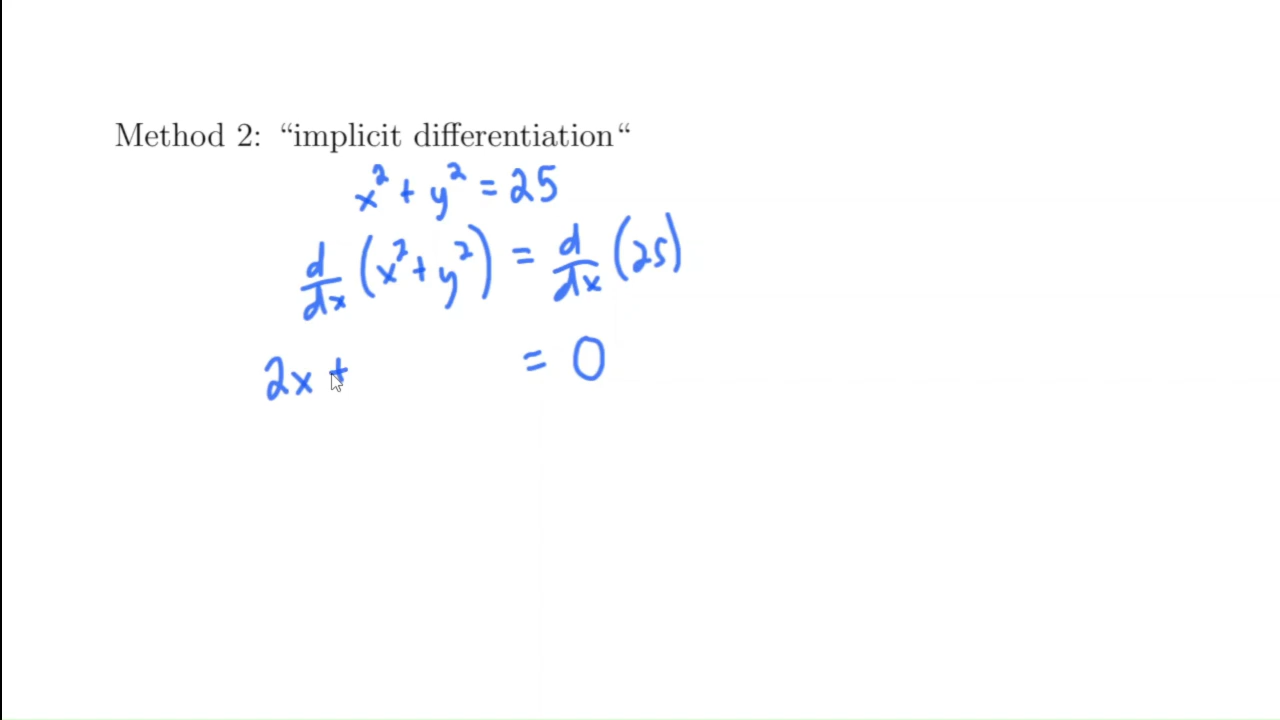 Method 2: “implicit differentiation“
x² + y² = 25
d/dx (x² + y²) = d/dx (25)
2x + = 0